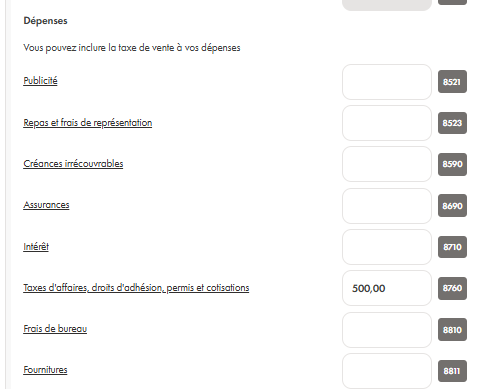 Dépenses
Vous pouvez inclure la taxe de vente à vos dépenses
Publicité 8521
Repas et frais de représentation 8523
Créances irrécouvrables 8590
Assurances 8690
Intérêt 8710
Taxes d'affaires, droits d'adhésion, permis et cotisations 500,00 8760
Frais de bureau 8810
Fournitures 8811